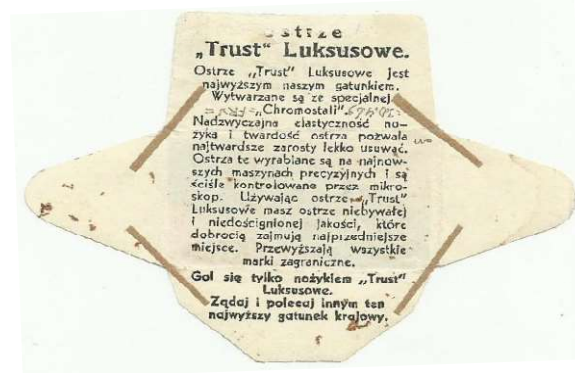 Ostrze
„Trust" Luksusowe.
Ostrze „Trust" Luksusowe jest
najwyższym naszym gatunkiem.
Wytwarzane są ze specjalnej
„Chromostali".
Nadzwyczajna elastyczność no-
żyka i twardość ostrza pozwala
najtwardsze zarosty lekko usuwać.
Ostrza te wyrabiane są na najnow-
szych maszynach precyzyjnych i są
ściśle kontrolowane przez mikro-
skop. Używając ostrze „Trust"
Luksusowe masz ostrze niebywałej
i niedoścignionej jakości, które
dobrocią zajmują najprzedniejsze
miejsce. Przewyższają wszystkie
marki zagraniczne.
Gol się tylko nożykiem „Trust"
Luksusowe.
Żądaj i polecaj innym ten
najwyższy gatunek krajowy.